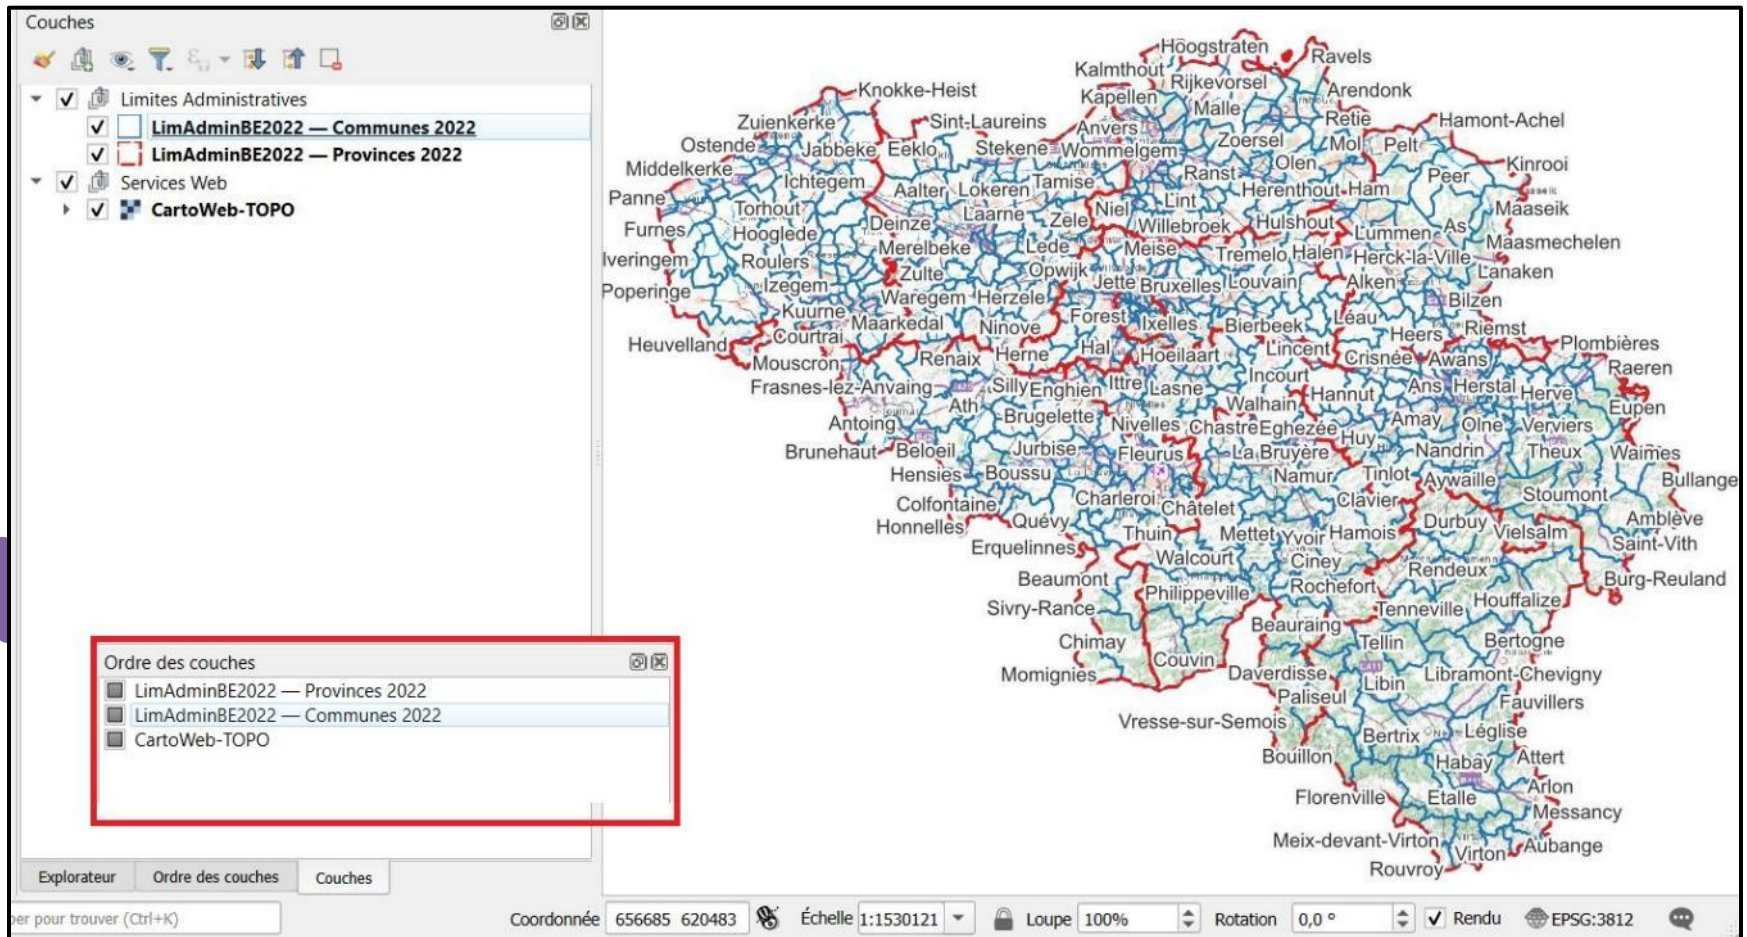 Couches
Limites Administratives
LimAdminBE2022 — Communes 2022
LimAdminBE2022 — Provinces 2022
Services Web
CartoWeb-TOPO
Ordre des couches
LimAdminBE2022 — Provinces 2022
LimAdminBE2022 — Communes 2022
CartoWeb-TOPO
Explorateur Ordre des couches Couches
per pour trouver (Ctrl+K) Coordonnée 656685 620483 Échelle 1:1530121 Loupe 100% Rotation 0,0 ° Rendu EPSG:3812
Hoogstraten
Ravels
Kalmthout
Rijkevorsel
Knokke-Heist
Kapellen
Malle
Arendonk
Zuienkerke
Sint-Laureins
Anvers
Retie
Hamont-Achel
Ostende
Jabbeke
Eeklo
Stekene
Wommelgem
Zoersel
Mol
Pelt
Middelkerke
Olen
Kinrooi
Ichtegem
Aalter
Lokeren
Tamise
Ranst
Herenthout
Ham
Peer
Panne
Torhout
Laarne
Zele
Niel
Lint
Maaseik
Furnes
Hooglede
Deinze
Willebroek
Hulshout
Lummen
As
Merelbeke
Lede
Meise
Tremelo
Halen
Herck-la-Ville
Maasmechelen
lveringem
Roulers
Zulte
Opwijk
Lanaken
Poperinge
Izegem
Waregem
Herzele
Jette
Bruxelles
Louvain
Alken
Bilzen
Kuurne
Maarkedal
Ninove
Forest
Ixelles
Bierbeek
Léau
Heers
Riemst
Heuvelland
Courtrai
Plombières
Mouscron
Renaix
Herne
Hal
Hoeilaart
Lincent
Crisnée
Awans
Raeren
Frasnes-lez-Anvaing
Silly
Enghien
Ittre
Lasne
Incourt
Hannut
Ans
Herstal
Herve
Eupen
Ath
Brugelette
Walhain
Antoing
Nivelles
Chastre
Eghezée
Huy
Amay
Olne
Verviers
Brunehaut
Beloeil
Jurbise
Fleurus
La Bruyère
Nandrin
Theux
Waimes
Hensies
Boussu
Namur
Tinlot
Aywaille
Bullange
Colfontaine
Charleroi
Châtelet
Clavier
Stoumont
Honnelles
Quévy
Thuin
Mettet
Yvoir
Hamois
Durbuy
Vielsalm
Amblève
Erquelinnes
Walcourt
Ciney
Saint-Vith
Beaumont
Philippeville
Rochefort
Rendeux
Burg-Reuland
Sivry-Rance
Tenneville
Houffalize
Chimay
Beauraing
Tellin
Bertogne
Momignies
Couvin
Daverdisse
Libin
Libramont-Chevigny
Paliseul
Fauvillers
Vresse-sur-Semois
Bertrix
Léglise
Bouillon
Habay
Attert
Florenville
Etalle
Arlon
Messancy
Meix-devant-Virton
Virton
Aubange
Rouvroy